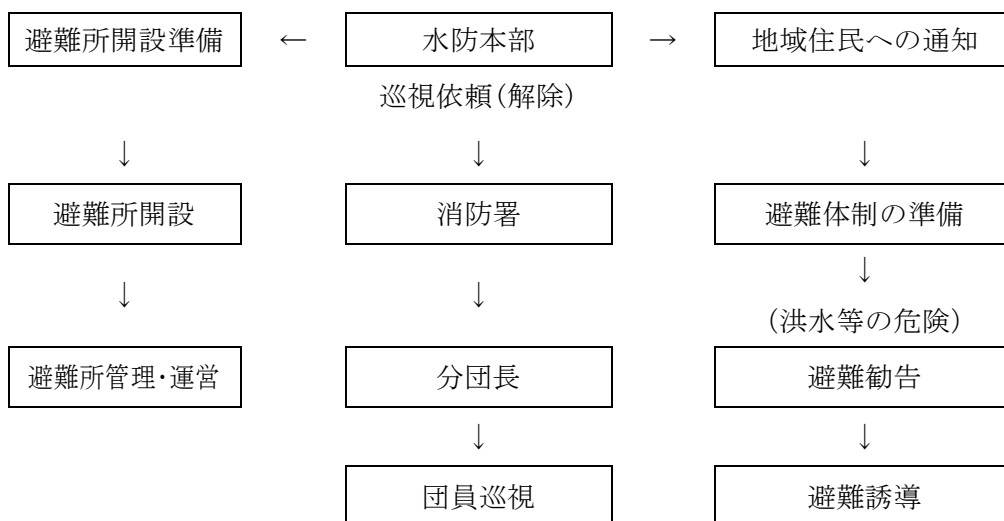 避難所開設準備 ← 水防本部 → 地域住民への通知
巡視依頼(解除)
↓ ↓ ↓
避難所開設 消防署 避難体制の準備
↓ ↓ ↓
(洪水等の危険)
避難所管理・運営 分団長 避難勧告
↓ ↓
団員巡視 避難誘導